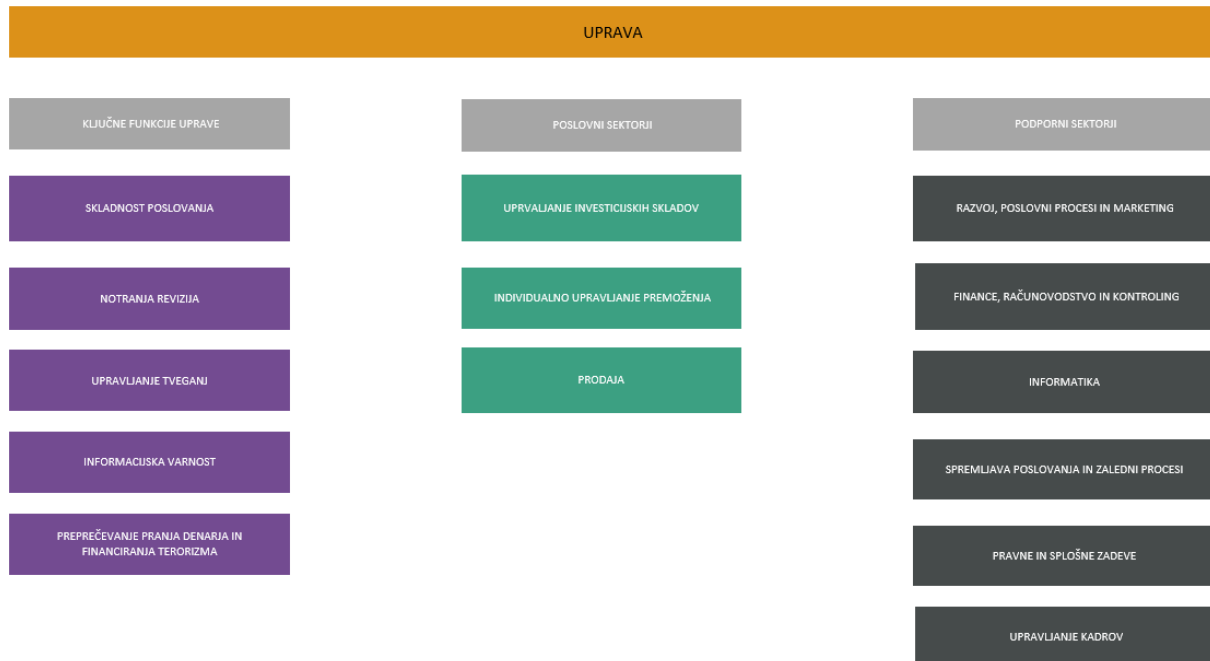 UPRAVA
KLJUČNE FUNKCIJE UPRAVE
SKLADNOST POSLOVANJA
NOTRANJA REVIZIJA
UPRAVLJANJE TVEGANJ
INFORMACIJSKA VARNOST
PREPREČEVANJE PRANJA DENARJA IN
FINANCIRANJA TERORIZMA
POSLOVNI SEKTORJI
UPRVALJANJE INVESTICIJSKIH SKLADOV
INDIVIDUALNO UPRAVLJANJE PREMOŽENJA
PRODAJA
PODPORNI SEKTORJI
RAZVOJ, POSLOVNI PROCESI IN MARKETING
FINANCE, RAČUNOVODSTVO IN KONTROLING
INFORMATIKA
SPREMLJAVA POSLOVANJA IN ZALEDNI PROCESI
PRAVNE IN SPLOŠNE ZADEVE
UPRAVLJANJE KADROV